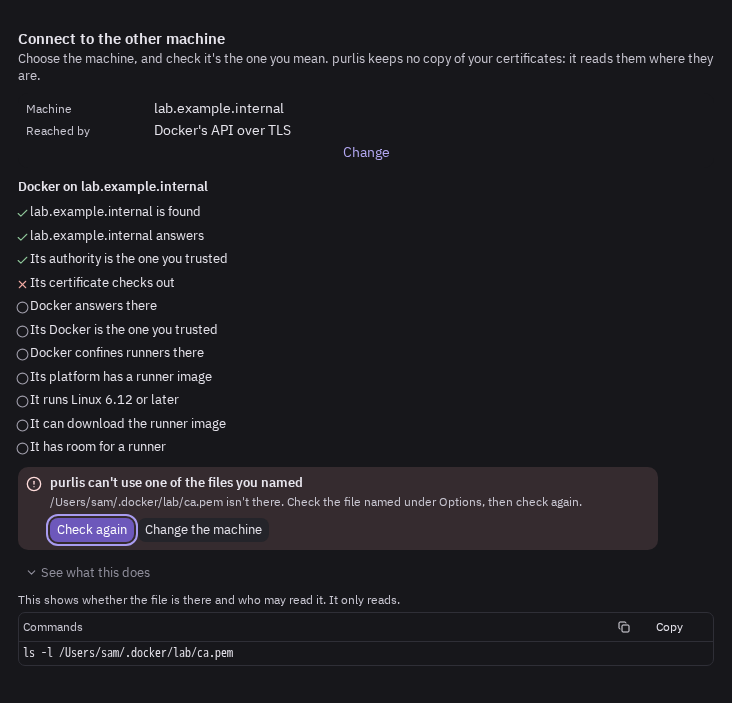 Connect to the other machine
Choose the machine, and check it's the one you mean. purlis keeps no copy of your certificates: it reads them where they
are.
Machine lab.example.internal
Reached by Docker's API over TLS
Change
Docker on lab.example.internal
lab.example.internal is found
lab.example.internal answers
Its authority is the one you trusted
Its certificate checks out
Docker answers there
Its Docker is the one you trusted
Docker confines runners there
Its platform has a runner image
It runs Linux 6.12 or later
It can download the runner image
It has room for a runner
purlis can't use one of the files you named
/Users/sam/.docker/lab/ca.pem isn't there. Check the file named under Options, then check again.
Check again Change the machine
See what this does
This shows whether the file is there and who may read it. It only reads.
Commands Copy
ls -l /Users/sam/.docker/lab/ca.pem